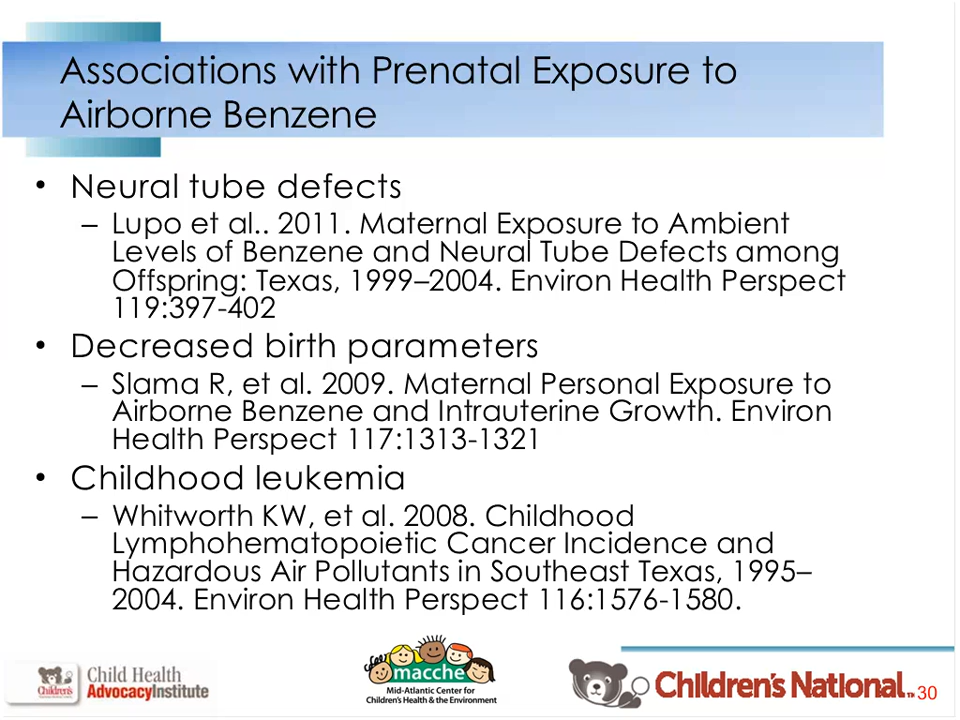 Associations with Prenatal Exposure to
Airborne Benzene
• Neural tube defects
– Lupo et al.. 2011. Maternal Exposure to Ambient
Levels of Benzene and Neural Tube Defects among
Offspring: Texas, 1999–2004. Environ Health Perspect
119:397-402
• Decreased birth parameters
– Slama R, et al. 2009. Maternal Personal Exposure to
Airborne Benzene and Intrauterine Growth. Environ
Health Perspect 117:1313-1321
• Childhood leukemia
– Whitworth KW, et al. 2008. Childhood
Lymphohematopoietic Cancer Incidence and
Hazardous Air Pollutants in Southeast Texas, 1995–
2004. Environ Health Perspect 116:1576-1580.
Children's
Child Health
AdvocacyInstitute
macche
Mid-Atlantic Center for
Children's Health & the Environment
Children's National™
30